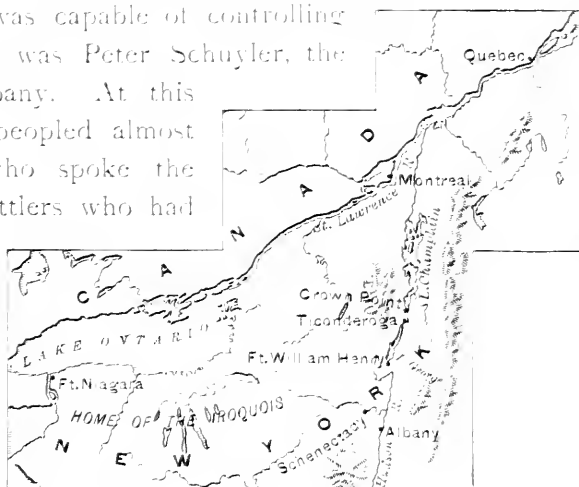 was capable of controlling
was Peter Schuyler, the
bany. At this
peopled almost
who spoke the
ttlers who had
Quebec
CANADA
Montreal
St. Lawrence
L. Champlain
Crown Point
Ticonderoga
LAKE ONTARIO
Ft. William Henry
Ft. Niagara
HOME OF THE IROQUOIS
NEW YORK
Schenectady
Albany
Hudson